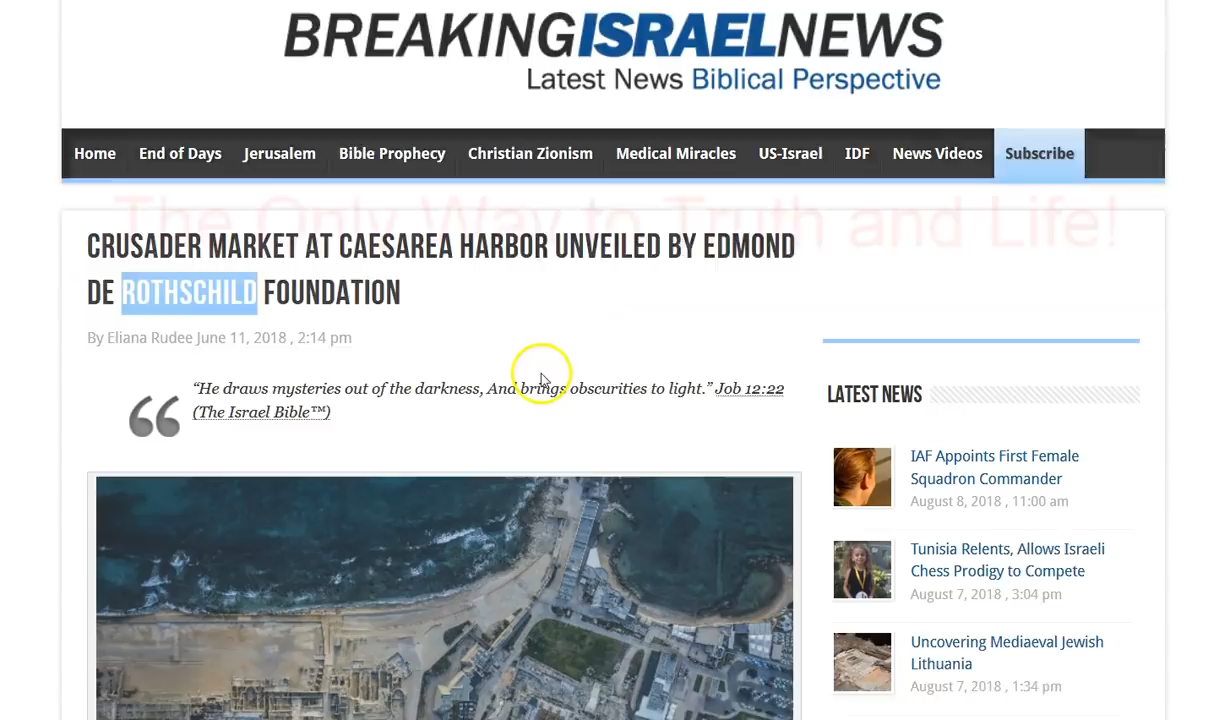 BREAKINGISRAELNEWS
Latest News Biblical Perspective
Home End of Days Jerusalem Bible Prophecy Christian Zionism Medical Miracles US-Israel IDF News Videos Subscribe
The Only Way to Truth and Life!
CRUSADER MARKET AT CAESAREA HARBOR UNVEILED BY EDMOND
DE ROTHSCHILD FOUNDATION
By Eliana Rudee June 11, 2018 , 2:14 pm
“He draws mysteries out of the darkness, And brings obscurities to light.” Job 12:22
(The Israel Bible™)
LATEST NEWS
IAF Appoints First Female
Squadron Commander
August 8, 2018 , 11:00 am
Tunisia Relents, Allows Israeli
Chess Prodigy to Compete
August 7, 2018 , 3:04 pm
Uncovering Mediaeval Jewish
Lithuania
August 7, 2018 , 1:34 pm